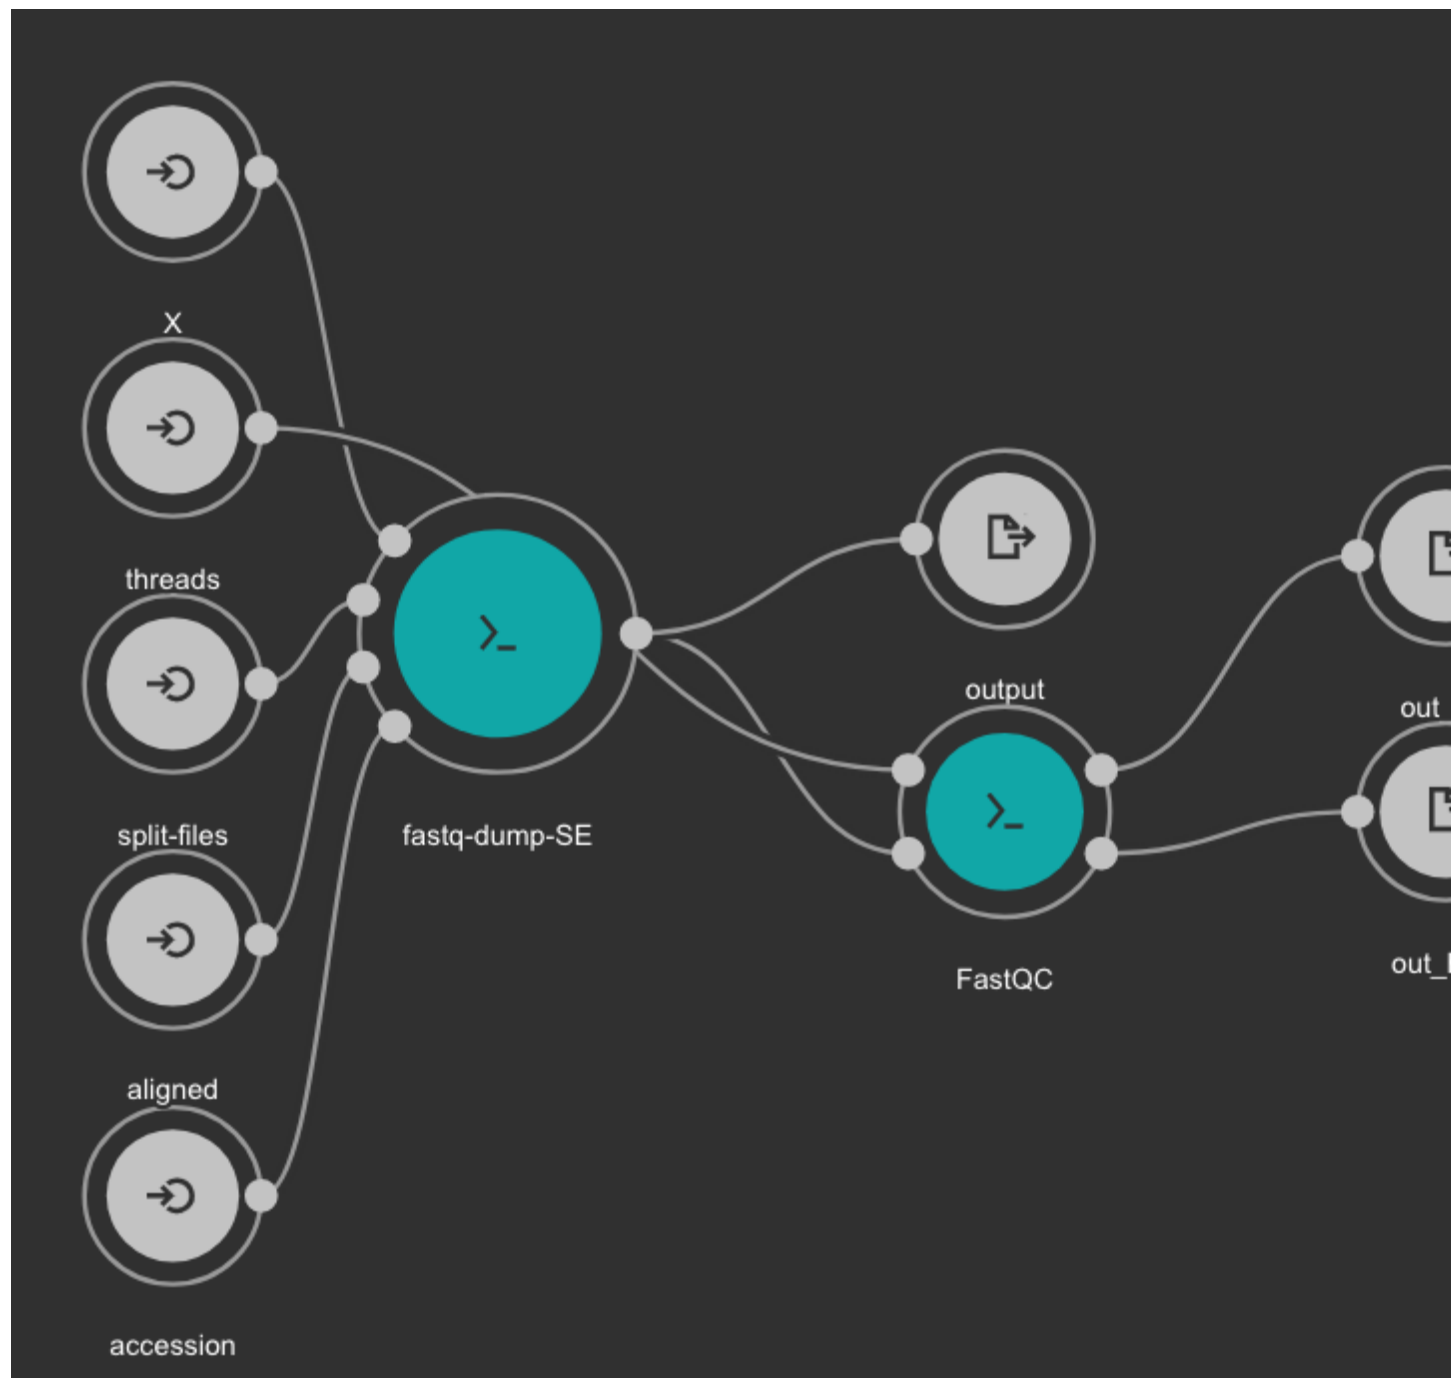 X
threads
split-files
aligned
accession
fastq-dump-SE
output
FastQC
out